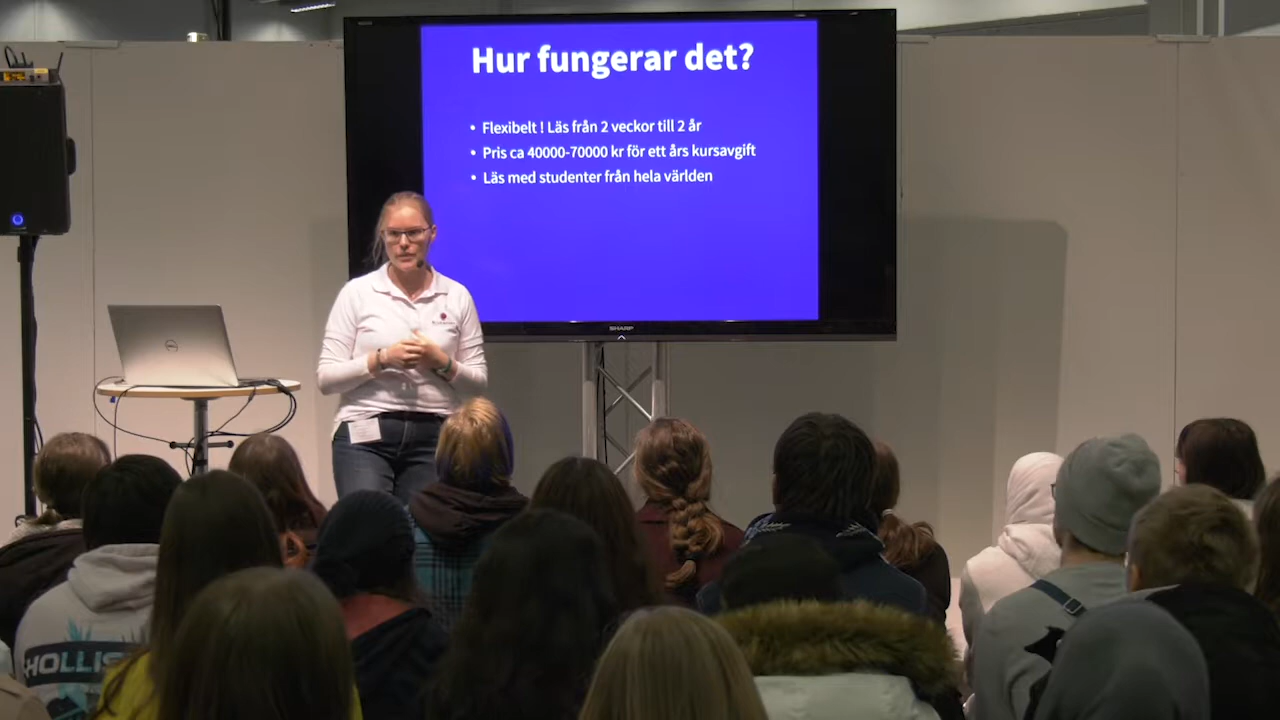 Hur fungerar det?
• Flexibelt ! Läs från 2 veckor till 2 år
• Pris ca 40000-70000 kr för ett års kursavgift
• Läs med studenter från hela världen
SHARP
DELL
HOLLIS